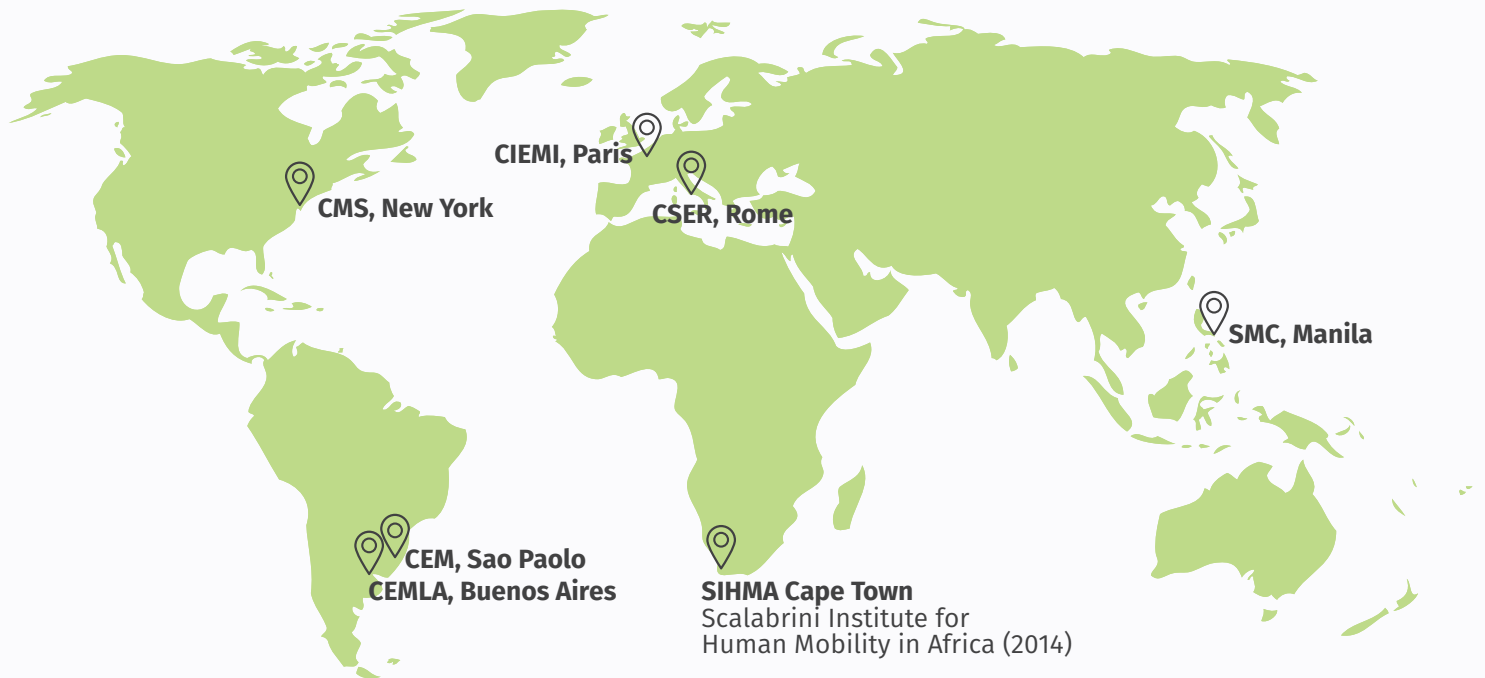 CIEMI, Paris
CMS, New York
CSER, Rome
SMC, Manila
CEM, Sao Paolo
CEMLA, Buenos Aires
SIHMA Cape Town
Scalabrini Institute for
Human Mobility in Africa (2014)